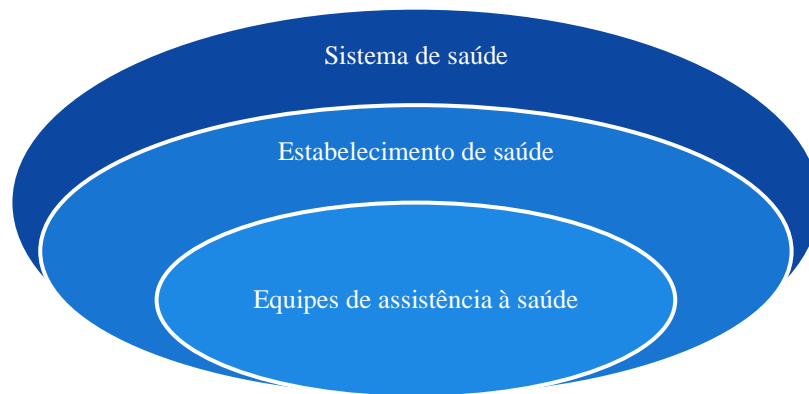 Sistema de saúde
Estabelecimento de saúde
Equipes de assistência à saúde